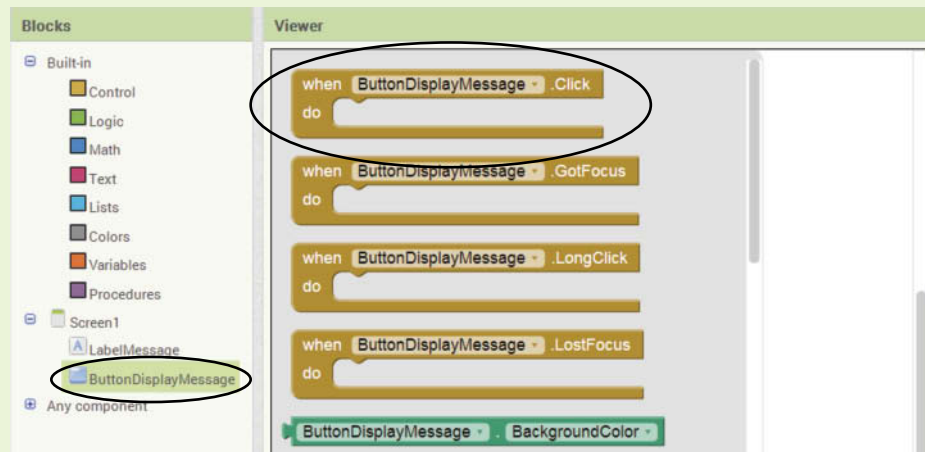 Blocks
Viewer
Built-in
Control
Logic
Math
Text
Lists
Colors
Variables
Procedures
Screen1
A LabelMessage
ButtonDisplayMessage
Any component
when ButtonDisplayMessage .Click
do
when ButtonDisplayMessage .GotFocus
do
when ButtonDisplayMessage .LongClick
do
when ButtonDisplayMessage .LostFocus
do
ButtonDisplayMessage . BackgroundColor